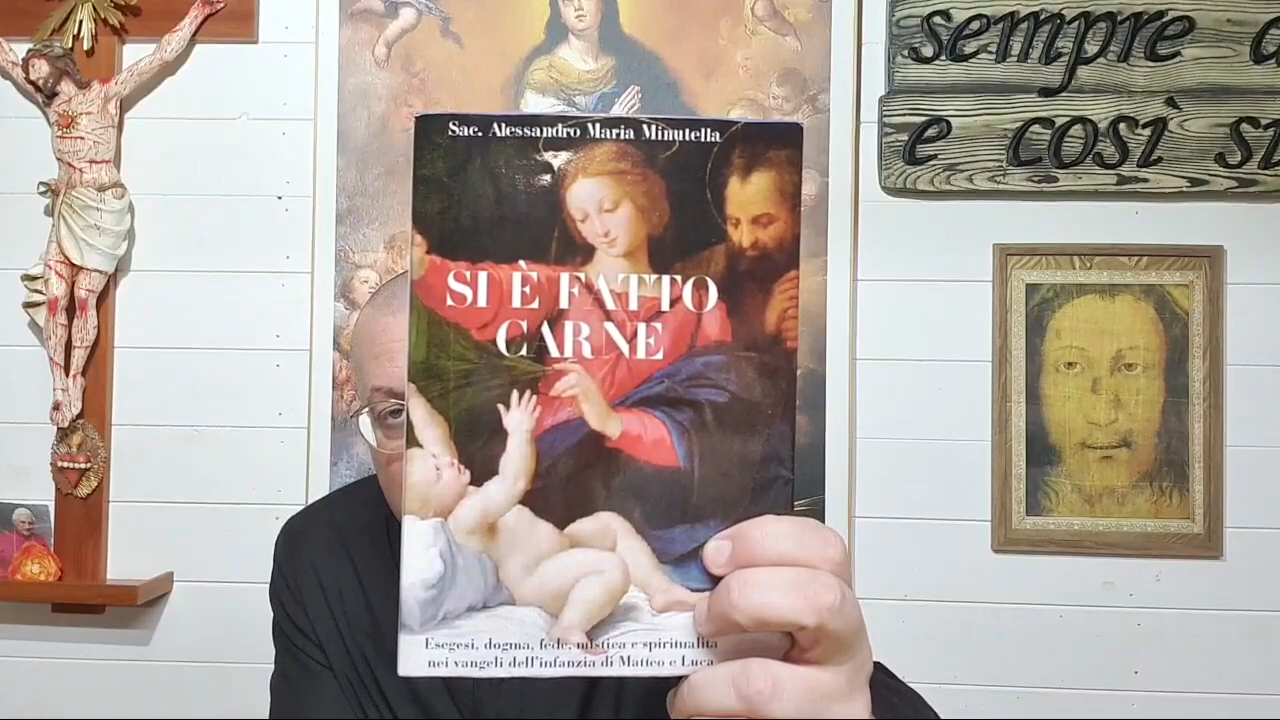 sempre
e così
Sac. Alessandro Maria Minutella
SI È FATTO
CARNE
Esegesi, dogma, fede, mistica e spiritualità
nei vangeli dell'infanzia di Matteo e Luca